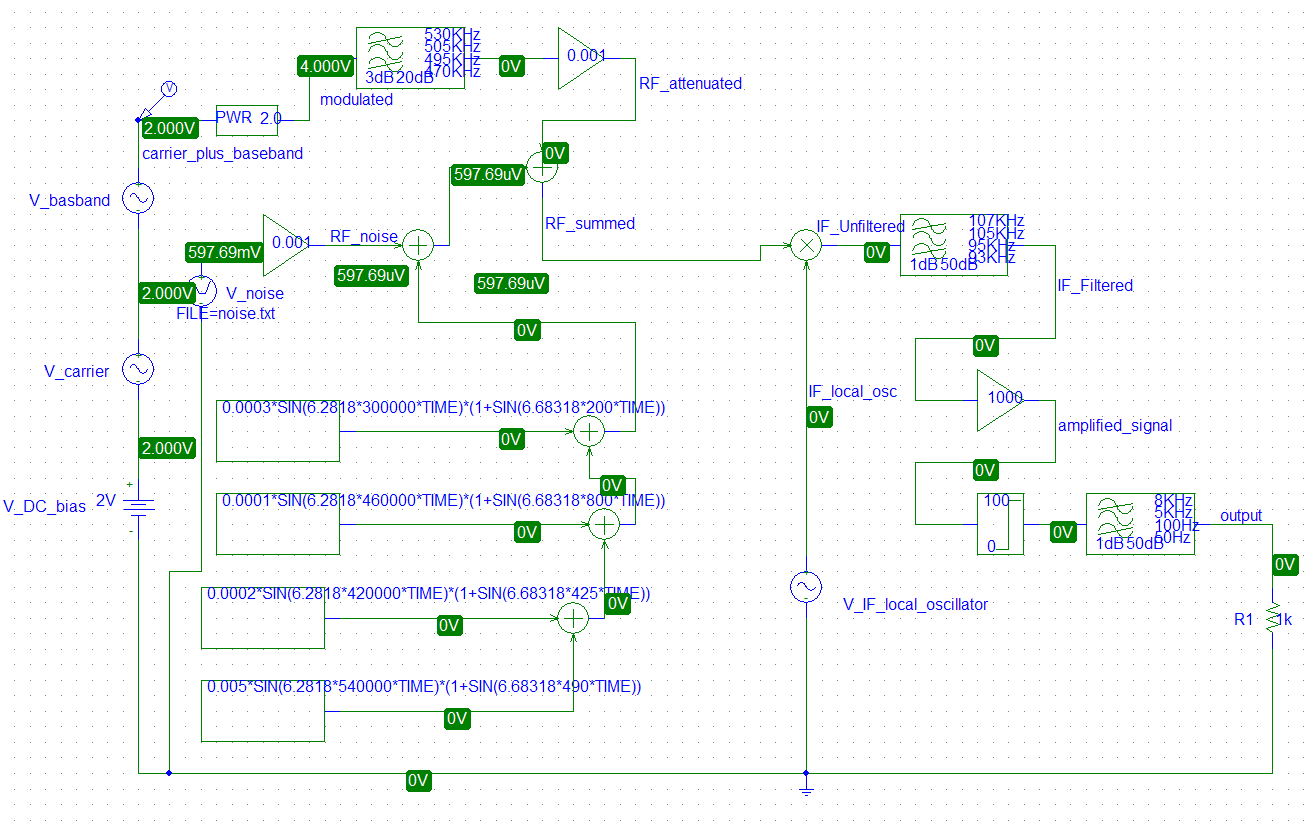 530KHz
505KHz
495KHz
470KHz
3dB 20dB
4.000V
modulated
0V
0.001
RF_attenuated
V
PWR 2.0
2.000V
carrier_plus_baseband
0V
597.69uV
V_basband
RF_summed
0.001
RF_noise
597.69mV
597.69uV
597.69uV
2.000V
V_noise
FILE=noise.txt
IF_Unfiltered
0V
107KHz
105KHz
95KHz
93KHz
1dB 50dB
IF_Filtered
0V
0V
V_carrier
IF_local_osc
0V
1000
amplified_signal
0.0003*SIN(6.2818*300000*TIME)*(1+SIN(6.68318*200*TIME))
0V
2.000V
0V
0V
0.0001*SIN(6.2818*460000*TIME)*(1+SIN(6.68318*800*TIME))
0V
V_DC_bias
2V
+
-
100
0
0V
8KHz
5KHz
100Hz
50Hz
1dB 50dB
output
0V
0.0002*SIN(6.2818*420000*TIME)*(1+SIN(6.68318*425*TIME))
0V
0V
V_IF_local_oscillator
R1
1k
0.005*SIN(6.2818*540000*TIME)*(1+SIN(6.68318*490*TIME))
0V
0V